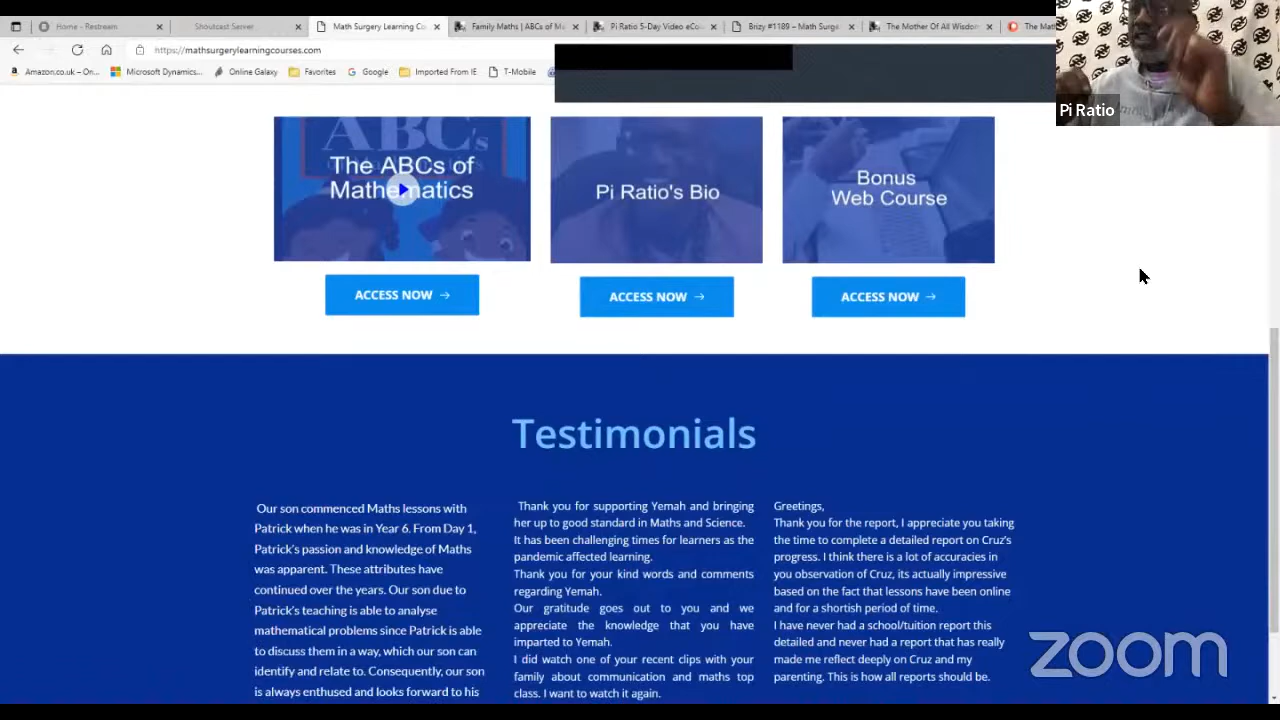 Home - Restream
Shoutcast Server
Math Surgery Learning Co
Family Maths | ABCs of M
Pi Ratio 5-Day Video eCo
Brizy #1189 – Math Surge
The Mother Of All Wisdom
The Mat
https://mathsurgerylearningcourses.com
Amazon.co.uk – On...
Microsoft Dynamics...
Online Galaxy
Favorites
Google
Imported From IE
T-Mobile
Pi Ratio
ABC's
The ABCs of
Mathematics
Pi Ratio's Bio
Bonus
Web Course
ACCESS NOW →
ACCESS NOW →
ACCESS NOW →
Testimonials
Our son commenced Maths lessons with
Patrick when he was in Year 6. From Day 1,
Patrick's passion and knowledge of Maths
was apparent. These attributes have
continued over the years. Our son due to
Patrick's teaching is able to analyse
mathematical problems since Patrick is able
to discuss them in a way, which our son can
identify and relate to. Consequently, our son
is always enthused and looks forward to his
Thank you for supporting Yemah and bringing
her up to good standard in Maths and Science.
It has been challenging times for learners as the
pandemic affected learning.
Thank you for your kind words and comments
regarding Yemah.
Our gratitude goes out to you and we
appreciate the knowledge that you have
imparted to Yemah.
I did watch one of your recent clips with your
family about communication and maths top
class. I want to watch it again.
Greetings,
Thank you for the report, I appreciate you taking
the time to complete a detailed report on Cruz's
progress. I think there is a lot of accuracies in
you observation of Cruz, its actually impressive
based on the fact that lessons have been online
and for a shortish period of time.
I have never had a school/tuition report this
detailed and never had a report that has really
made me reflect deeply on Cruz and my
parenting. This is how all reports should be.
zoom